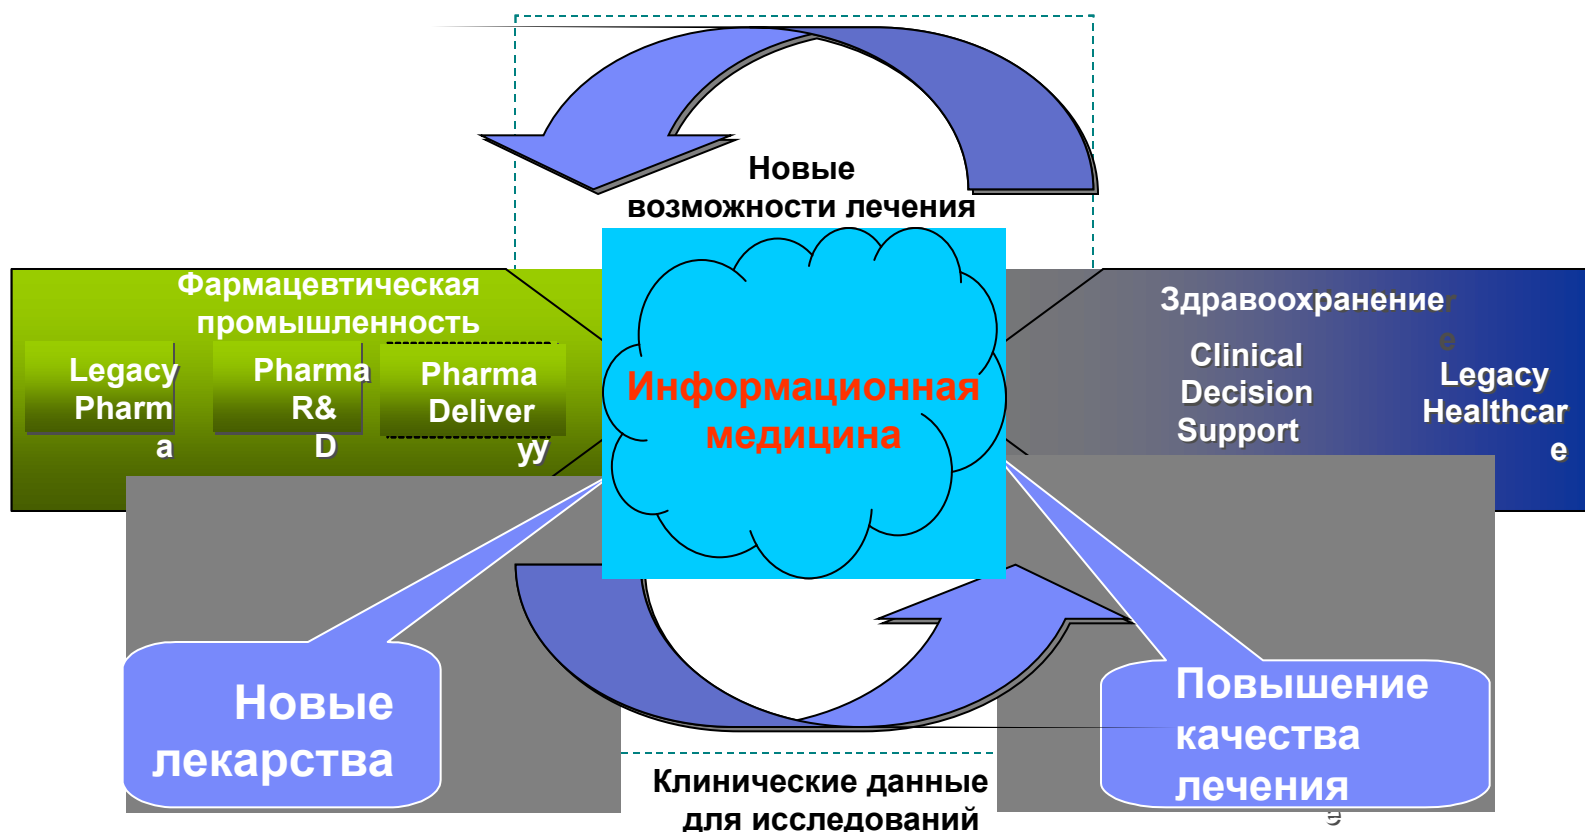 Новые
возможности лечения
Фармацевтическая
промышленность
Legacy
Pharm
a
Pharma
R&
D
Pharma
Deliver
y
Информационная
медицина
Здравоохранение
Clinical
Decision
Support
Legacy
Healthcar
e
Новые
лекарства
Повышение
качества
лечения
Клинические данные
для исследований